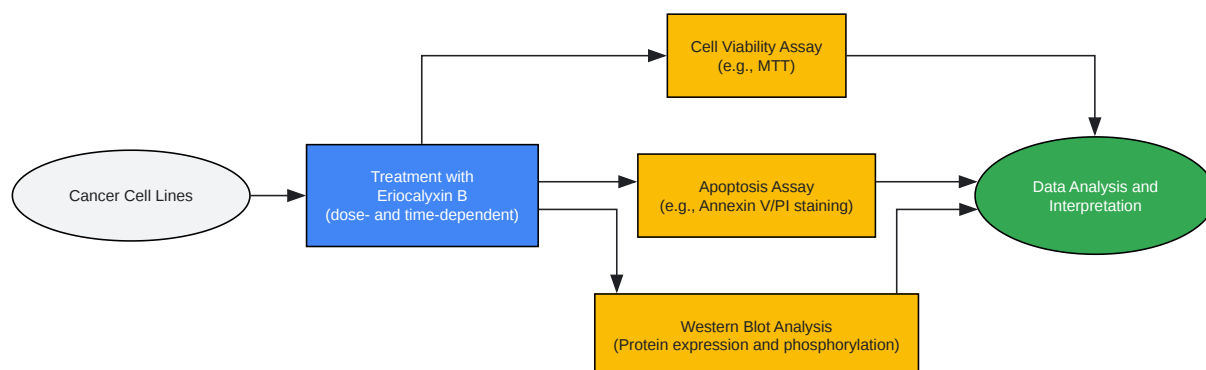 Cancer Cell Lines
Treatment with
Eriocalyxin B
(dose- and time-dependent)
Cell Viability Assay
(e.g., MTT)
Apoptosis Assay
(e.g., Annexin V/PI staining)
Western Blot Analysis
(Protein expression and phosphorylation)
Data Analysis and
Interpretation